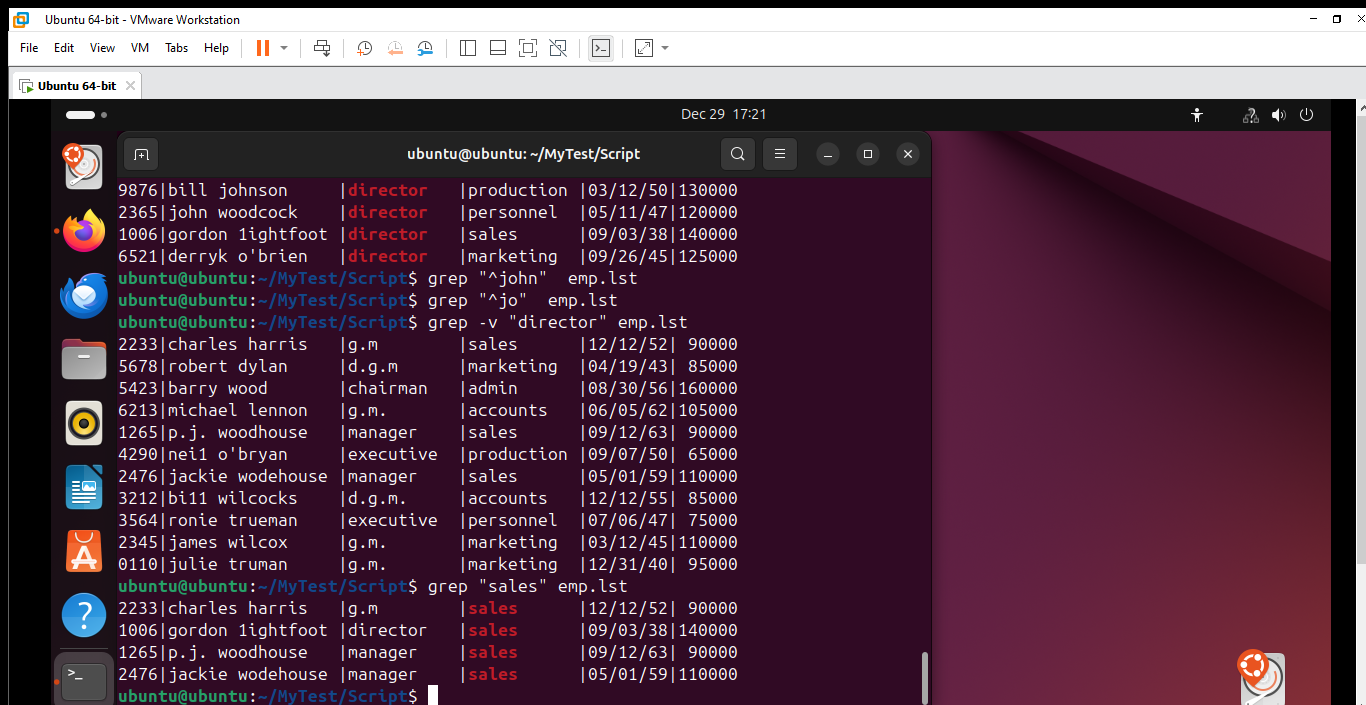 Ubuntu 64-bit - VMware Workstation
File Edit View VM Tabs Help
Ubuntu 64-bit
Dec 29 17:21
ubuntu@ubuntu: ~/MyTest/Script
9876|bill johnson    |director   |production |03/12/50|130000
2365|john woodcock   |director   |personnel  |05/11/47|120000
1006|gordon 1ightfoot |director   |sales      |09/03/38|140000
6521|derryk o'brien   |director   |marketing  |09/26/45|125000
ubuntu@ubuntu:~/MyTest/Script$ grep "^john"  emp.lst
ubuntu@ubuntu:~/MyTest/Script$ grep "^jo"  emp.lst
ubuntu@ubuntu:~/MyTest/Script$ grep -v "director" emp.lst
2233|charles harris   |g.m        |sales      |12/12/52| 90000
5678|robert dylan     |d.g.m      |marketing  |04/19/43| 85000
5423|barry wood       |chairman   |admin      |08/30/56|160000
6213|michael lennon   |g.m.       |accounts   |06/05/62|105000
1265|p.j. woodhouse   |manager    |sales      |09/12/63| 90000
4290|nei1 o'bryan     |executive  |production |09/07/50| 65000
2476|jackie wodehouse |manager    |sales      |05/01/59|110000
3212|bi11 wilcocks    |d.g.m.     |accounts   |12/12/55| 85000
3564|ronie trueman    |executive  |personnel  |07/06/47| 75000
2345|james wilcox     |g.m.       |marketing  |03/12/45|110000
0110|julie truman     |g.m.       |marketing  |12/31/40| 95000
ubuntu@ubuntu:~/MyTest/Script$ grep "sales" emp.lst
2233|charles harris   |g.m        |sales      |12/12/52| 90000
1006|gordon 1ightfoot |director   |sales      |09/03/38|140000
1265|p.j. woodhouse   |manager    |sales      |09/12/63| 90000
2476|jackie wodehouse |manager    |sales      |05/01/59|110000
ubuntu@ubuntu:~/MyTest/Script$